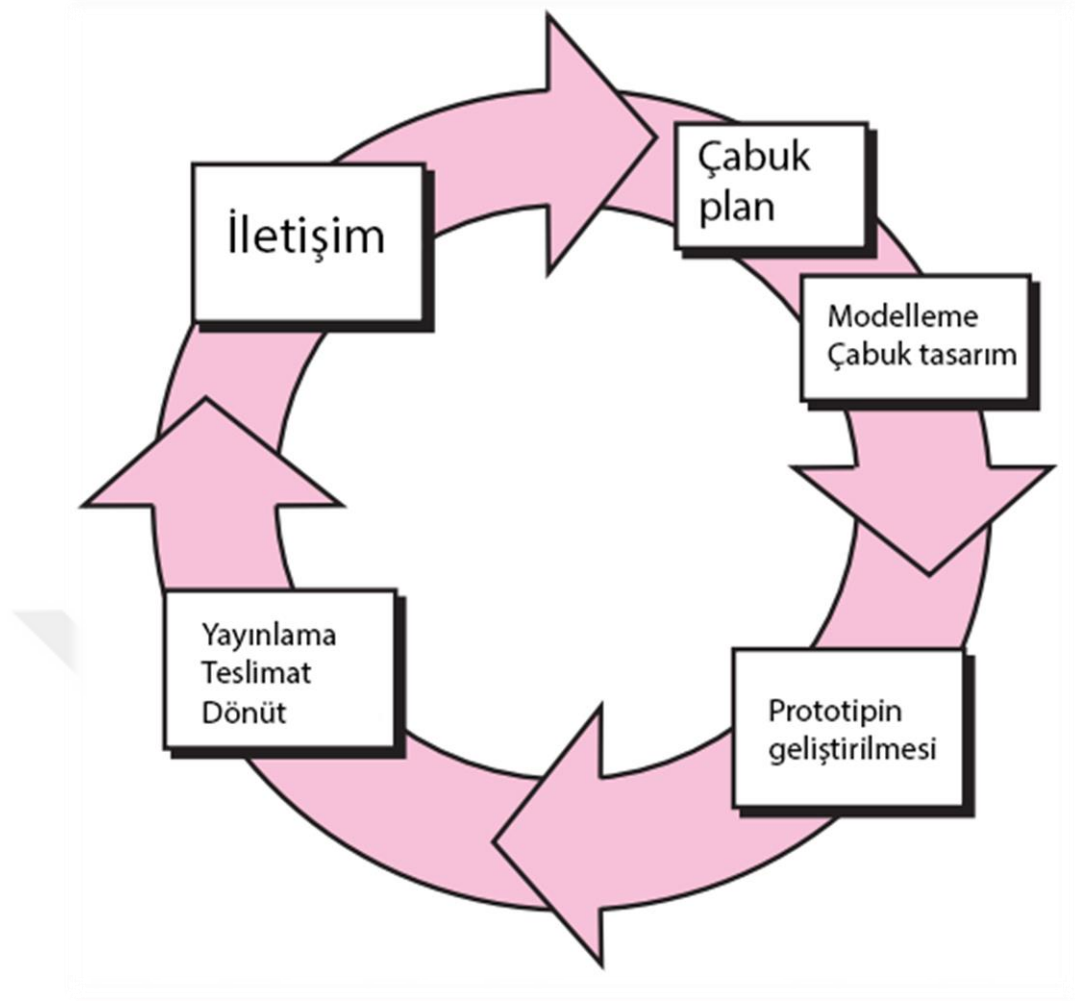 İletişim
Çabuk
plan
Modelleme
Çabuk tasarım
Prototipin
geliştirilmesi
Yayınlama
Teslimat
Dönüt